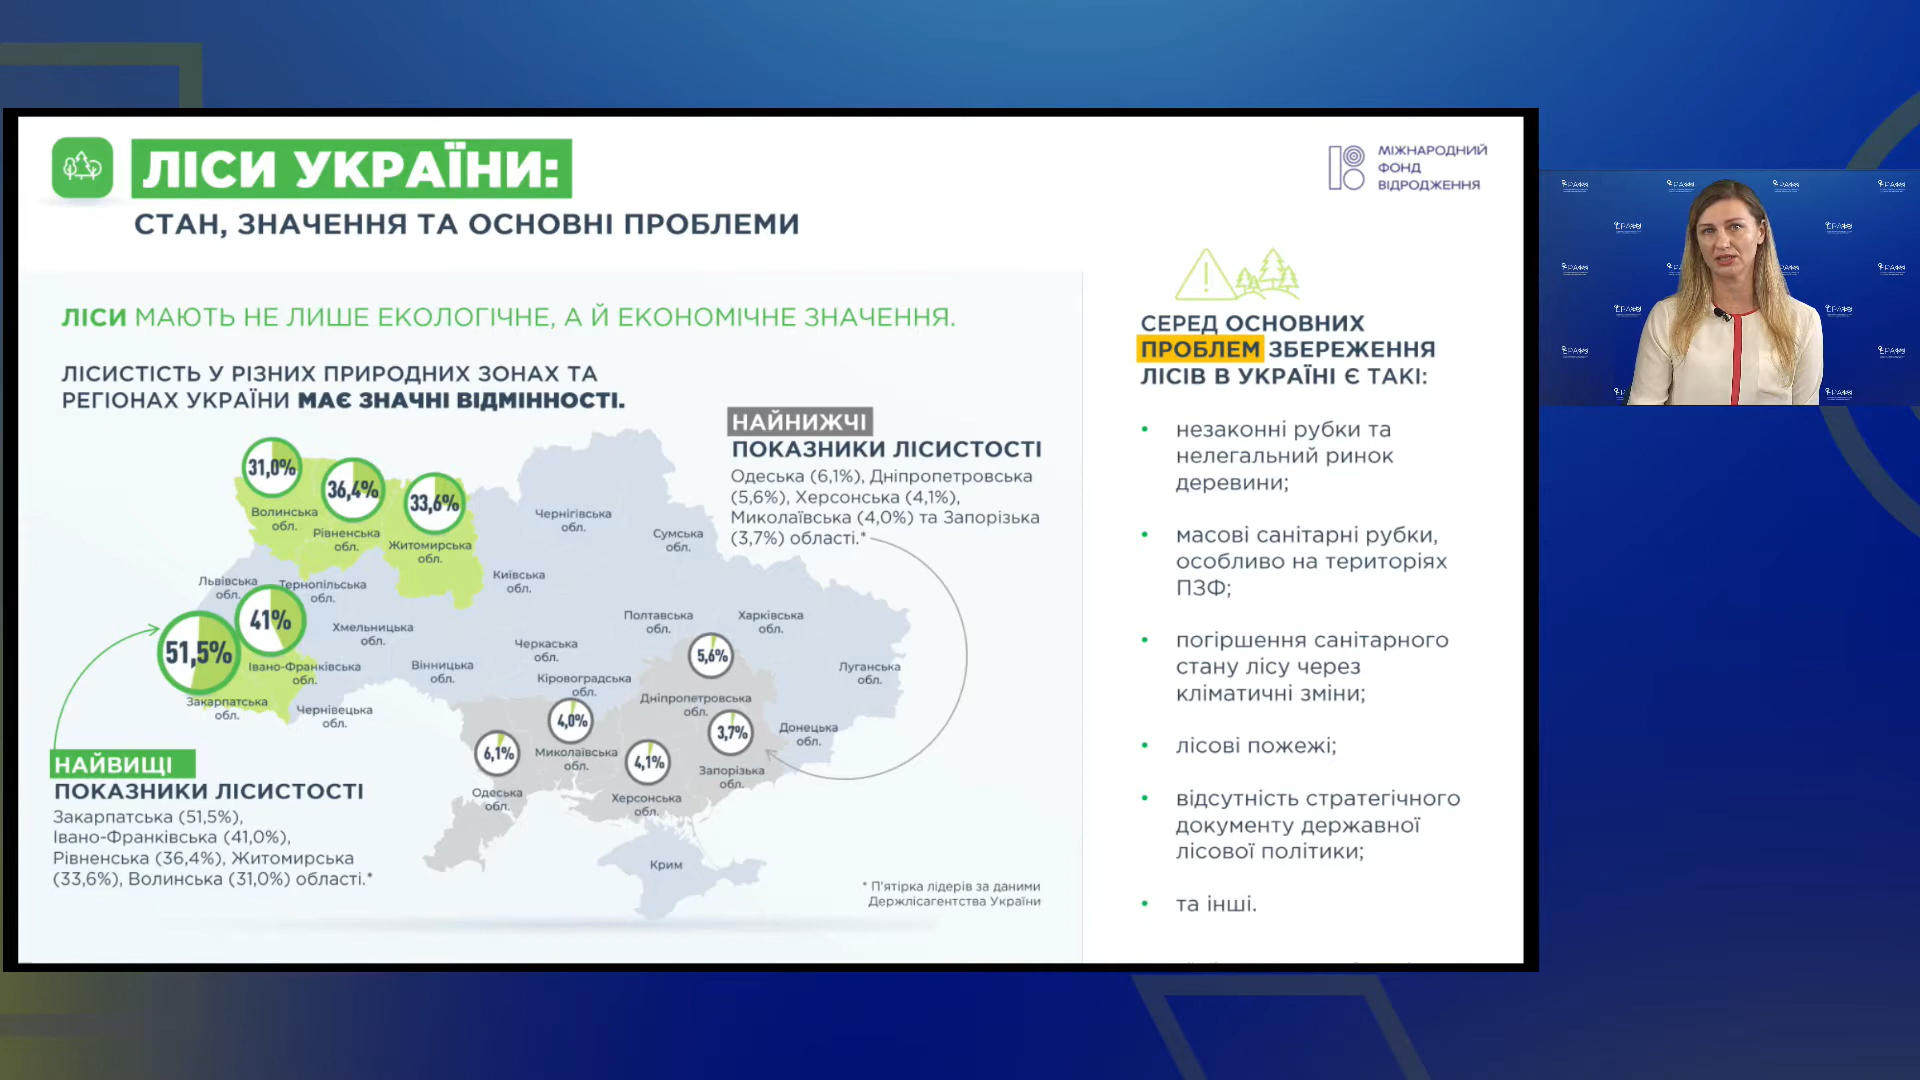 ЛІСИ УКРАЇНИ:
СТАН, ЗНАЧЕННЯ ТА ОСНОВНІ ПРОБЛЕМИ
МІЖНАРОДНИЙ
ФОНД
ВІДРОДЖЕННЯ
ЛІСИ МАЮТЬ НЕ ЛИШЕ ЕКОЛОГІЧНЕ, А Й ЕКОНОМІЧНЕ ЗНАЧЕННЯ.
ЛІСИСТІСТЬ У РІЗНИХ ПРИРОДНИХ ЗОНАХ ТА
РЕГІОНАХ УКРАЇНИ МАЄ ЗНАЧНІ ВІДМІННОСТІ.
НАЙНИЖЧІ
ПОКАЗНИКИ ЛІСИСТОСТІ
Одеська (6,1%), Дніпропетровська
(5,6%), Херсонська (4,1%),
Миколаївська (4,0%) та Запорізька
(3,7%) області.*
31,0%
Волинська
обл.
36,4%
Рівненська
обл.
33,6%
Житомирська
обл.
Чернігівська
обл.
Сумська
обл.
Київська
обл.
Львівська
обл.
Тернопільська
обл.
41%
51,5%
Хмельницька
обл.
Івано-Франківська
обл.
Закарпатська
обл.
Чернівецька
обл.
Вінницька
обл.
Черкаська
обл.
Кіровоградська
обл.
Полтавська
обл.
Харківська
обл.
5,6%
Дніпропетровська
обл.
Луганська
обл.
Донецька
обл.
4,0%
Миколаївська
обл.
3,7%
Запорізька
обл.
6,1%
Одеська
обл.
4,1%
Херсонська
обл.
Крим
НАЙВИЩІ
ПОКАЗНИКИ ЛІСИСТОСТІ
Закарпатська (51,5%),
Івано-Франківська (41,0%),
Рівненська (36,4%), Житомирська
(33,6%), Волинська (31,0%) області.*
* П'ятірка лідерів за даними
Держлісагентства України
СЕРЕД ОСНОВНИХ
ПРОБЛЕМ ЗБЕРЕЖЕННЯ
ЛІСІВ В УКРАЇНІ Є ТАКІ:
• незаконні рубки та
нелегальний ринок
деревини;
• масові санітарні рубки,
особливо на територіях
ПЗФ;
• погіршення санітарного
стану лісу через
кліматичні зміни;
• лісові пожежі;
• відсутність стратегічного
документу державної
лісової політики;
• та інші.